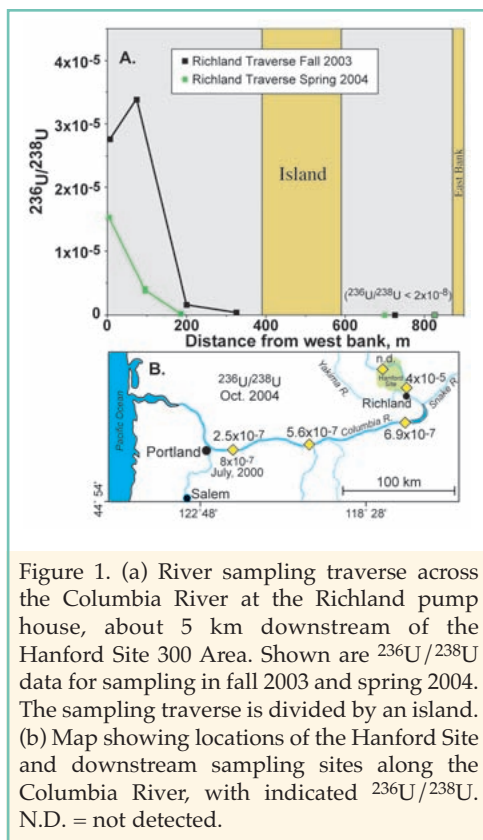 A.
Richland Traverse Fall 2003
Richland Traverse Spring 2004
4x10-5
3x10-5
2x10-5
1x10-5
0
236U/238U
Island
East Bank
(236U/238U < 2x10-8)
0 200 400 600 800
Distance from west bank, m
B.
236U/238U
Oct. 2004
n.d.
Hanford
Site
4x10-5
Richland
Yakima R.
Snake R.
Columbia R.
Pacific Ocean
Portland
2.5x10-7
5.6x10-7
6.9x10-7
8x10-7
July, 2000
Salem
100 km
44 54
122 48
118 28
Figure 1. (a) River sampling traverse across
the Columbia River at the Richland pump
house, about 5 km downstream of the
Hanford Site 300 Area. Shown are 236U/238U
data for sampling in fall 2003 and spring 2004.
The sampling traverse is divided by an island.
(b) Map showing locations of the Hanford Site
and downstream sampling sites along the
Columbia River, with indicated 236U/238U.
N.D. = not detected.